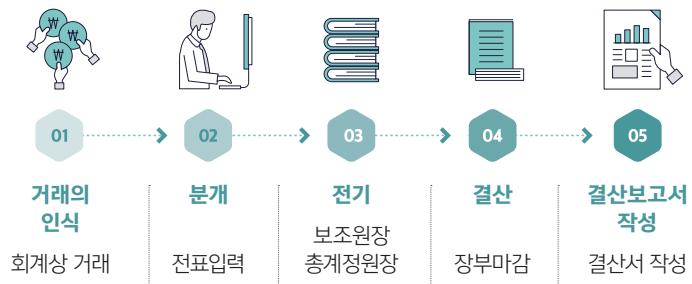 ₩
₩
₩
01
02
03
04
05
거래의
인식
회계상 거래
분개
전표입력
전기
보조원장
총계정원장
결산
장부마감
결산보고서
작성
결산서 작성